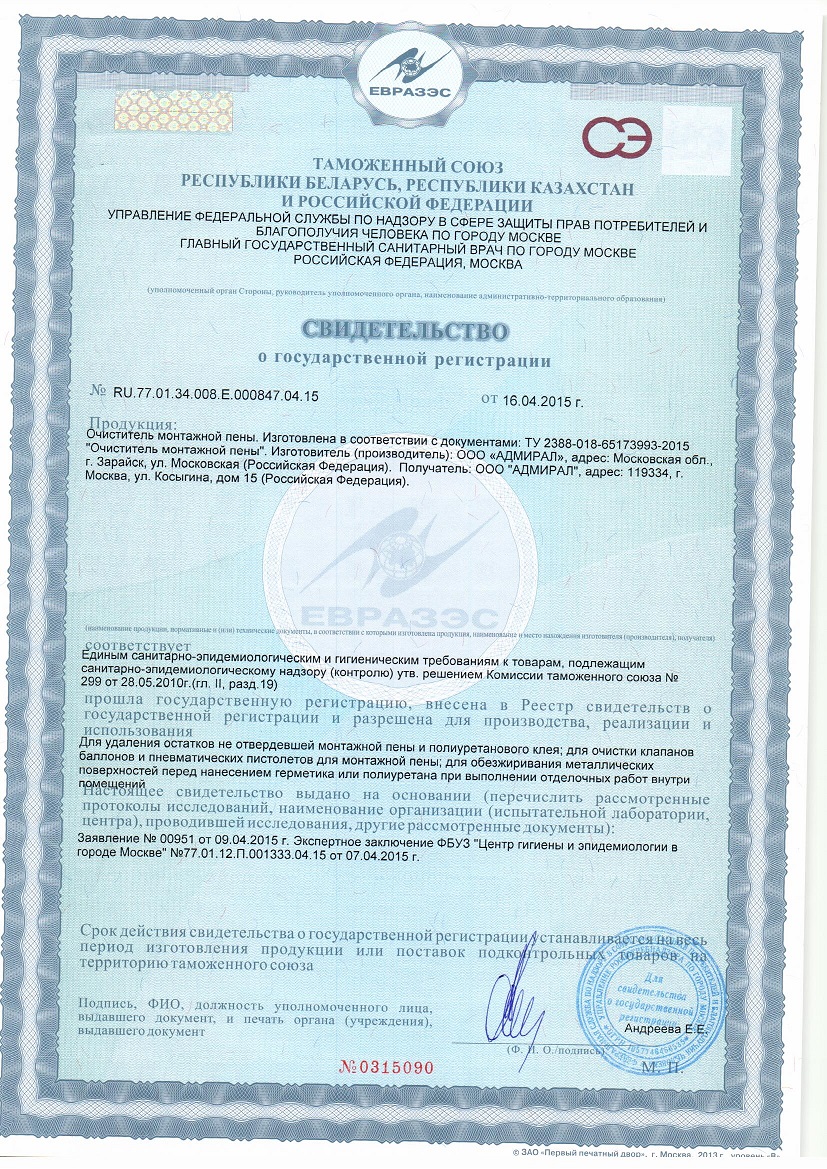 ЕВРАЗЭС
СЭ
ТАМОЖЕННЫЙ СОЮЗ
РЕСПУБЛИКИ БЕЛАРУСЬ, РЕСПУБЛИКИ КАЗАХСТАН
И РОССИЙСКОЙ ФЕДЕРАЦИИ
УПРАВЛЕНИЕ ФЕДЕРАЛЬНОЙ СЛУЖБЫ ПО НАДЗОРУ В СФЕРЕ ЗАЩИТЫ ПРАВ ПОТРЕБИТЕЛЕЙ И
БЛАГОПОЛУЧИЯ ЧЕЛОВЕКА ПО ГОРОДУ МОСКВЕ
ГЛАВНЫЙ ГОСУДАРСТВЕННЫЙ САНИТАРНЫЙ ВРАЧ ПО ГОРОДУ МОСКВЕ
РОССИЙСКАЯ ФЕДЕРАЦИЯ, МОСКВА
(уполномоченный орган Стороны, руководитель уполномоченного органа, наименование административно-территориального образования)
СВИДЕТЕЛЬСТВО
о государственной регистрации
№ RU.77.01.34.008.Е.000847.04.15 от 16.04.2015 г.
Продукция:
Очиститель монтажной пены. Изготовлена в соответствии с документами: ТУ 2388-018-65173993-2015
"Очиститель монтажной пены". Изготовитель (производитель): ООО «АДМИРАЛ», адрес: Московская обл.,
г. Зарайск, ул. Московская (Российская Федерация). Получатель: ООО "АДМИРАЛ", адрес: 119334, г.
Москва, ул. Косыгина, дом 15 (Российская Федерация).
ЕВРАЗЭС
(наименование продукции, нормативные и (или) технические документы, в соответствии с которыми изготовлена продукция, наименование и место нахождения изготовителя (производителя), получателя)
соответствует
Единым санитарно-эпидемиологическим и гигиеническим требованиям к товарам, подлежащим
санитарно-эпидемиологическому надзору (контролю) утв. решением Комиссии таможенного союза №
299 от 28.05.2010г.(гл. II, разд.19)
прошла государственную регистрацию, внесена в Реестр свидетельств о
государственной регистрации и разрешена для производства, реализации и
использования
Для удаления остатков не отвердевшей монтажной пены и полиуретанового клея; для очистки клапанов
баллонов и пневматических пистолетов для монтажной пены; для обезжиривания металлических
поверхностей перед нанесением герметика или полиуретана при выполнении отделочных работ внутри
помещений
Настоящее свидетельство выдано на основании (перечислить рассмотренные
протоколы исследований, наименование организации (испытательной лаборатории,
центра), проводившей исследования, другие рассмотренные документы):
Заявление № 00951 от 09.04.2015 г. Экспертное заключение ФБУЗ "Центр гигиены и эпидемиологии в
городе Москве" №77.01.12.П.001333.04.15 от 07.04.2015 г.
Срок действия свидетельства о государственной регистрации устанавливается на весь
период изготовления продукции или поставок подконтрольных товаров на
территорию таможенного союза
Подпись, ФИО, должность уполномоченного лица,
выдавшего документ, и печать органа (учреждения),
выдавшего документ
Для
свидетельства
о государственной
регистрации
Андреева Е.Е.
(Ф. И. О./подпись)
М. П.
№0315090
© ЗАО «Первый печатный двор», г. Москва, 2013 г., уровень «В»